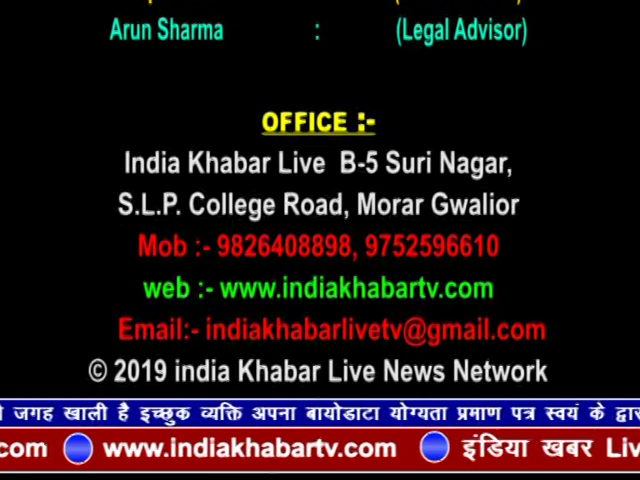 Arun Sharma : (Legal Advisor)
OFFICE :-
India Khabar Live B-5 Suri Nagar,
S.L.P. College Road, Morar Gwalior
Mob :- 9826408898, 9752596610
web :- www.indiakhabartv.com
Email:- indiakhabarlivetv@gmail.com
© 2019 india Khabar Live News Network
जगह खाली है इच्छुक व्यक्ति अपना बायोडाटा योग्यता प्रमाण पत्र स्वयं के द्वार
.com www.indiakhabartv.com इंडिया खबर Liv